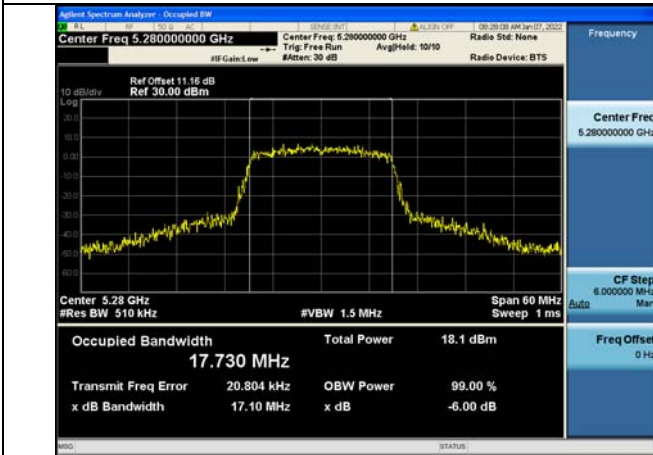 Agilent Spectrum Analyzer - Occupied BW
RL RF 50 Ω AC SENSE:INT ALIGN OFF 08:28:08 AM Jan 07, 2022
Center Freq 5.280000000 GHz Center Freq: 5.280000000 GHz Radio Std: None Frequency
Trig: Free Run Avg|Hold: 10/10
#IFGain:Low #Atten: 30 dB Radio Device: BTS
Ref Offset 11.16 dB
10 dB/div Ref 30.00 dBm
Log
20.0
10.0
0.00
-10.0
-20.0
-30.0
-40.0
-50.0
-60.0
Center Freq
5.280000000 GHz
Center 5.28 GHz Span 60 MHz
#Res BW 510 kHz #VBW 1.5 MHz Sweep 1 ms
CF Step
6.000000 MHz
Auto Man
Occupied Bandwidth Total Power 18.1 dBm
17.730 MHz
Transmit Freq Error 20.804 kHz OBW Power 99.00 %
x dB Bandwidth 17.10 MHz x dB -6.00 dB
Freq Offset
0 Hz
MSG STATUS